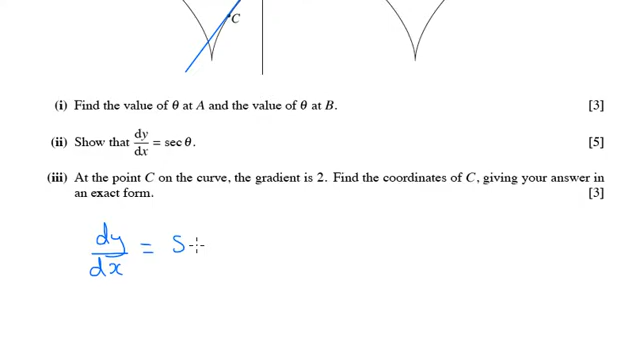 C
(i) Find the value of θ at A and the value of θ at B. [3]
(ii) Show that dy/dx = sec θ. [5]
(iii) At the point C on the curve, the gradient is 2. Find the coordinates of C, giving your answer in
an exact form. [3]
dy/dx = S